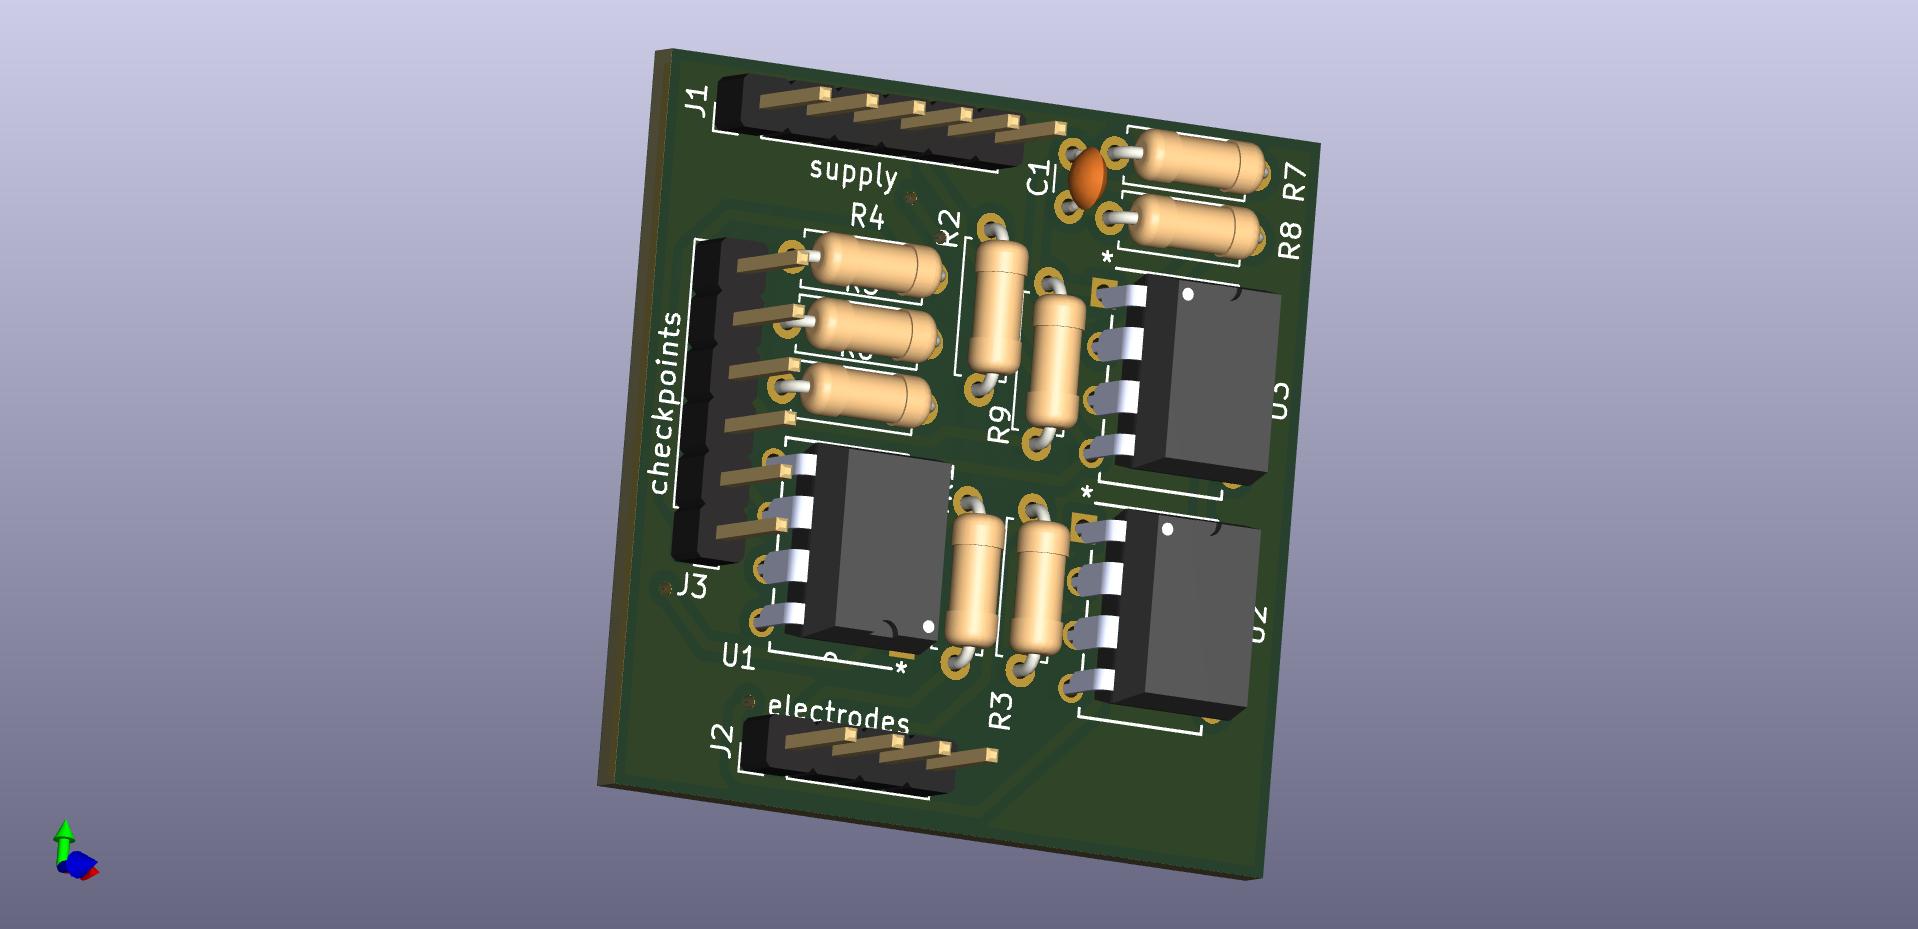 J1
supply
C1
R7
R4
R2
R8
*
checkpoints
U3
R9
*
J3
U2
U1
*
R3
electrodes
J2